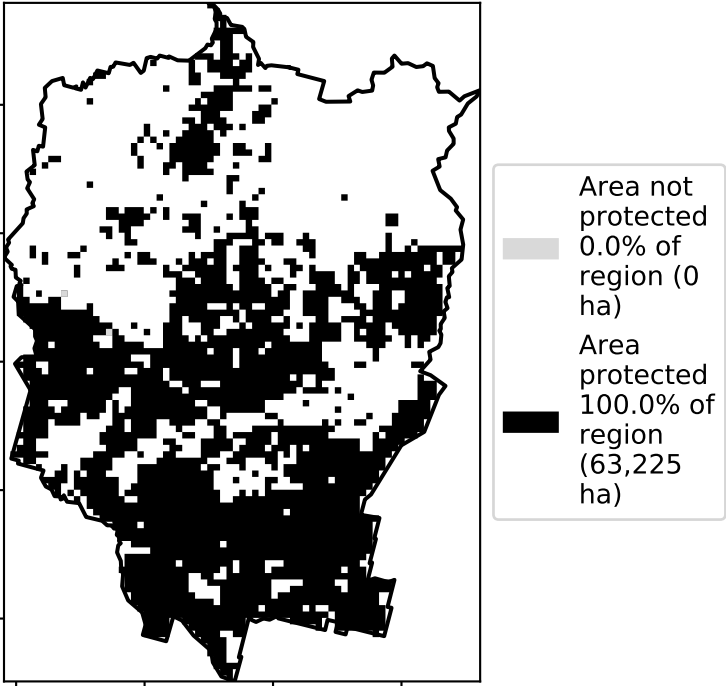 Area not
protected
0.0% of
region (0
ha)
Area
protected
100.0% of
region
(63,225
ha)